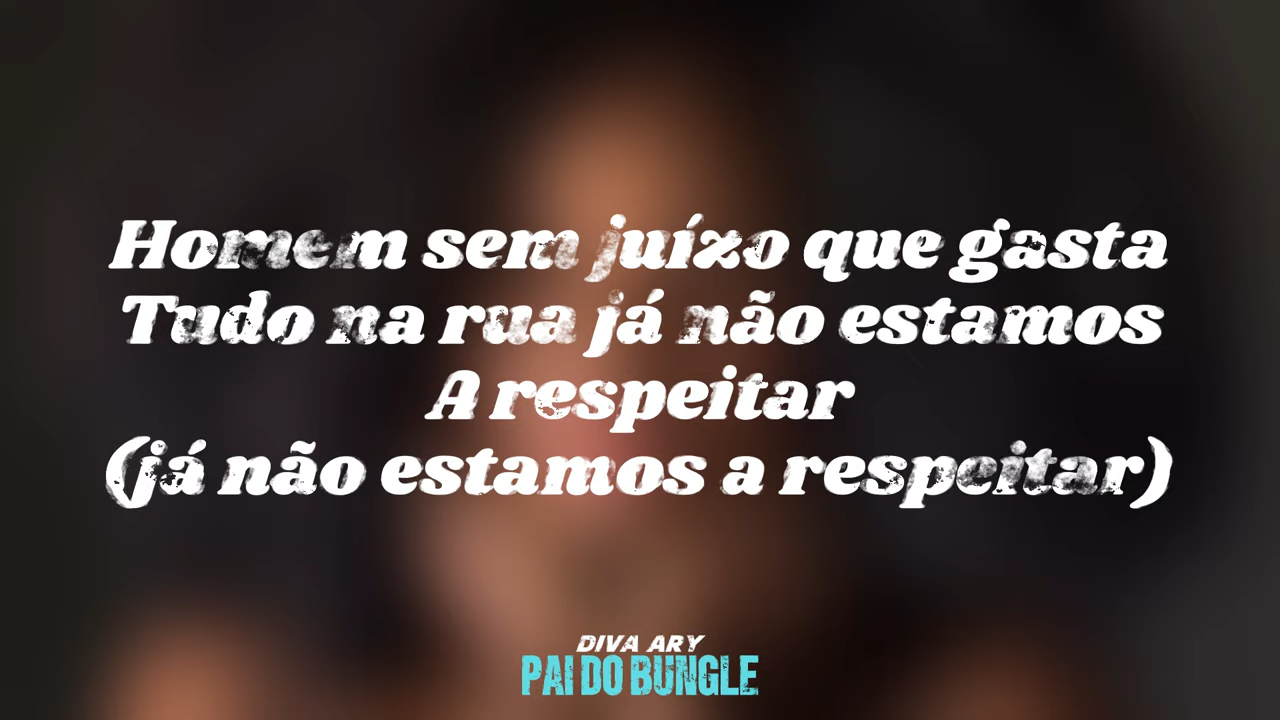 Homem sem juízo que gasta
Tudo na rua já não estamos
A respeitar
(já não estamos a respeitar)
DIVA ARY
PAI DO BUNGLE